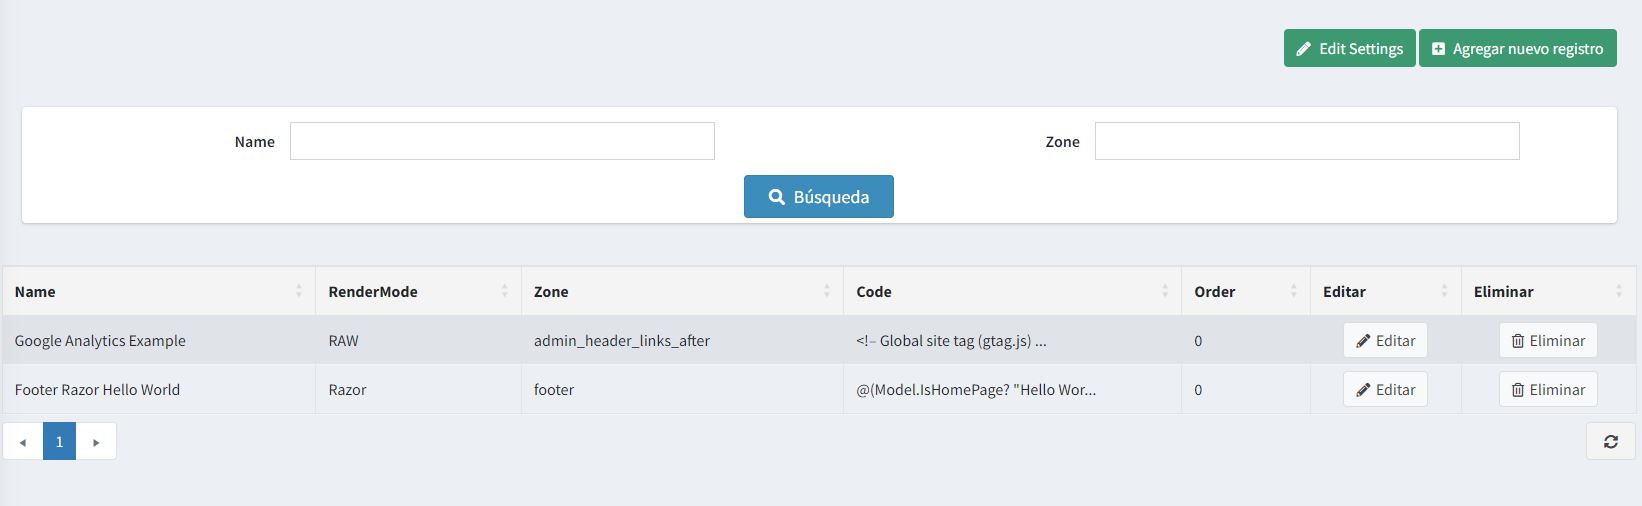 Edit Settings Agregar nuevo registro
Name Zone
Búsqueda
Name RenderMode Zone Code Order Editar Eliminar
Google Analytics Example RAW admin_header_links_after <!– Global site tag (gtag.js) ... 0 Editar Eliminar
Footer Razor Hello World Razor footer @(Model.IsHomePage? "Hello Wor... 0 Editar Eliminar
1